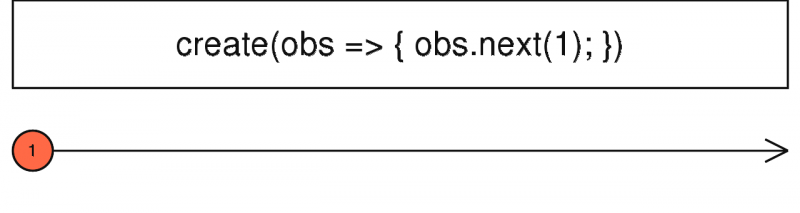 create(obs => { obs.next(1); })
1